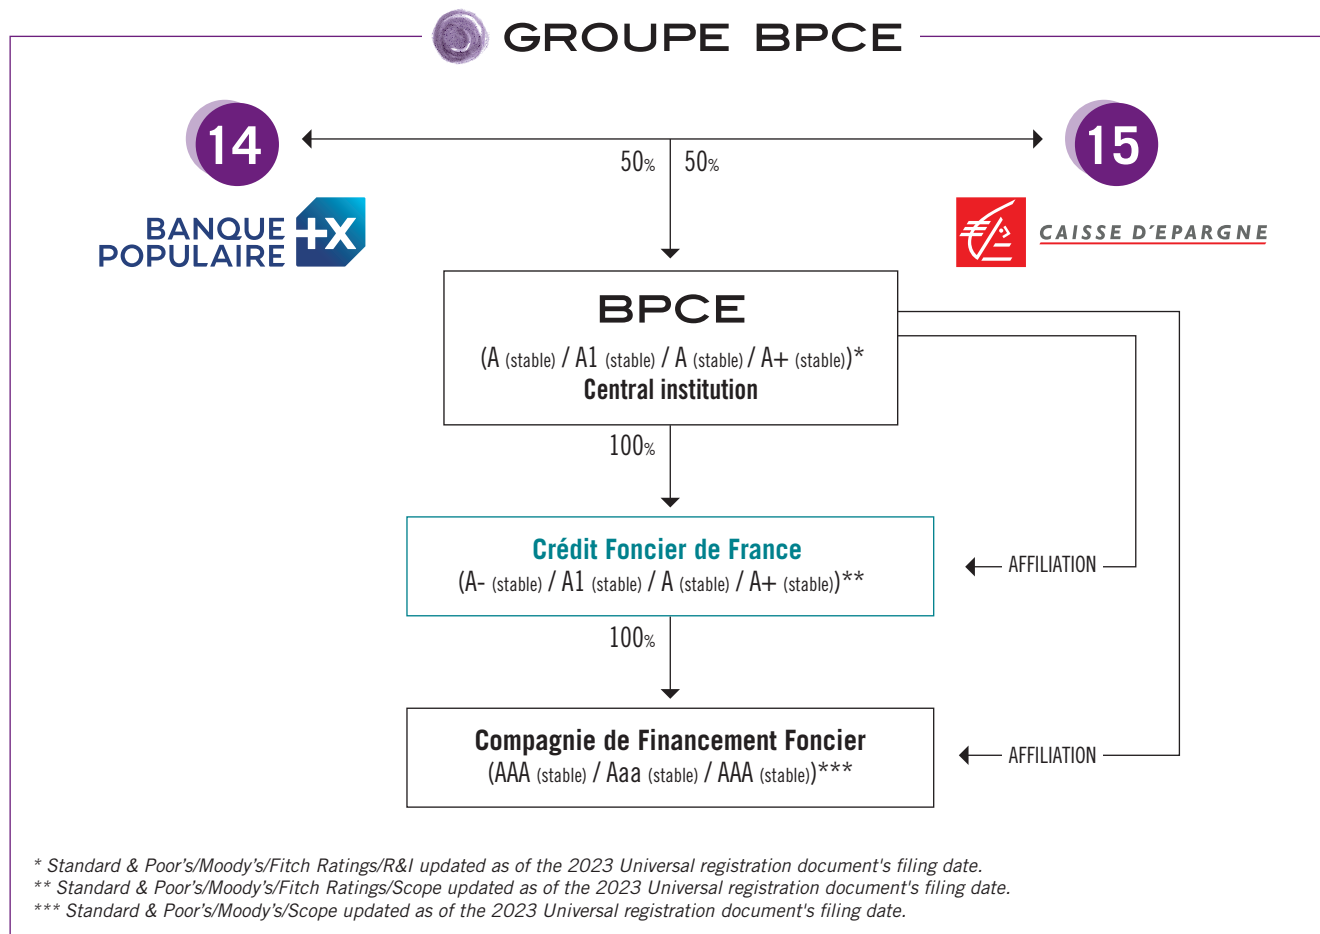 GROUPE BPCE
14
15
50% 50%
BANQUE
POPULAIRE
+X
CAISSE D'EPARGNE
BPCE
(A (stable) / A1 (stable) / A (stable) / A+ (stable))*
Central institution
100%
Crédit Foncier de France
(A- (stable) / A1 (stable) / A (stable) / A+ (stable))**
AFFILIATION
100%
Compagnie de Financement Foncier
(AAA (stable) / Aaa (stable) / AAA (stable))***
AFFILIATION
* Standard & Poor's/Moody's/Fitch Ratings/R&I updated as of the 2023 Universal registration document's filing date.
** Standard & Poor's/Moody's/Fitch Ratings/Scope updated as of the 2023 Universal registration document's filing date.
*** Standard & Poor's/Moody's/Scope updated as of the 2023 Universal registration document's filing date.